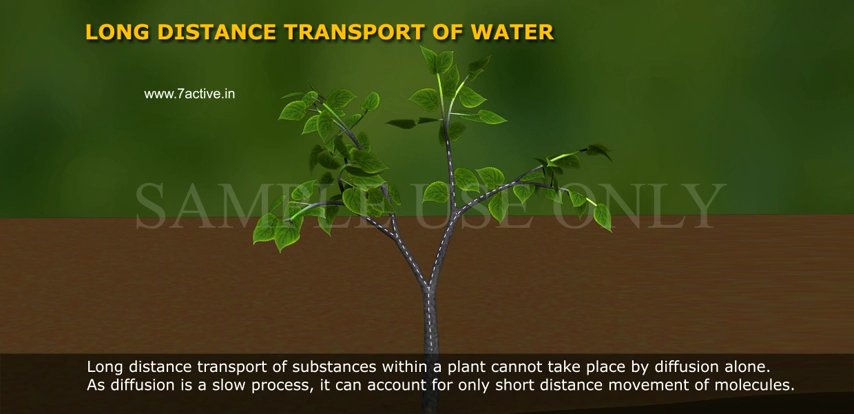 LONG DISTANCE TRANSPORT OF WATER
www.7active.in
SAMPLE USE ONLY
Long distance transport of substances within a plant cannot take place by diffusion alone.
As diffusion is a slow process, it can account for only short distance movement of molecules.